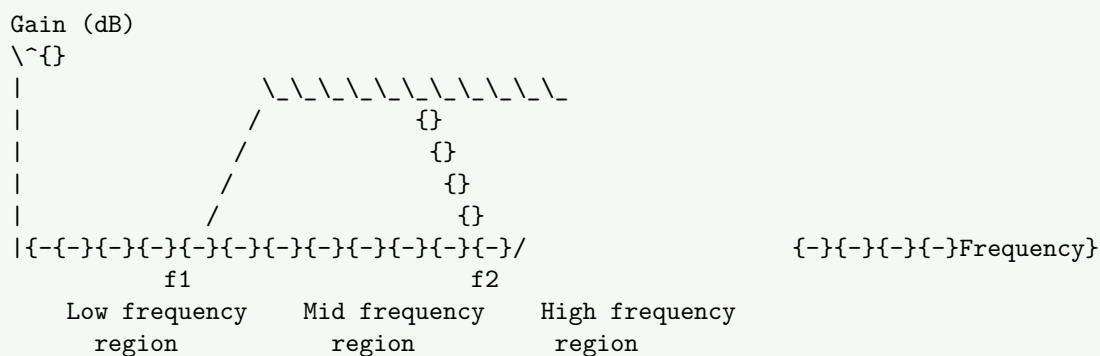 Gain (dB)
\^{}
|                 \_\_\_\_\_\_\_\_\_\_\_
|                /           {}
|               /             {}
|              /               {}
|             /                 {}
|{-{-}{-}{-}{-}{-}{-}{-}{-}{-}{-}{-}/                   {-}{-}{-}{-}Frequency}
f1                    f2
Low frequency    Mid frequency    High frequency
region           region          region